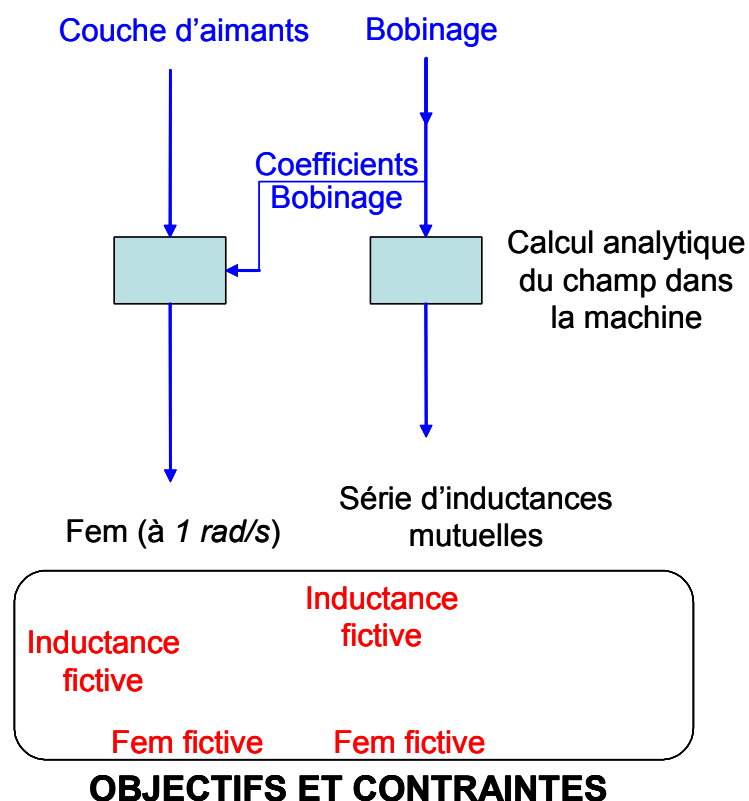 Couche d'aimants
Bobinage
Coefficients
Bobinage
Calcul analytique
du champ dans
la machine
Fem (à 1 rad/s)
Série d'inductances
mutuelles
Inductance
fictive
Inductance
fictive
Fem fictive
Fem fictive
OBJECTIFS ET CONTRAINTES